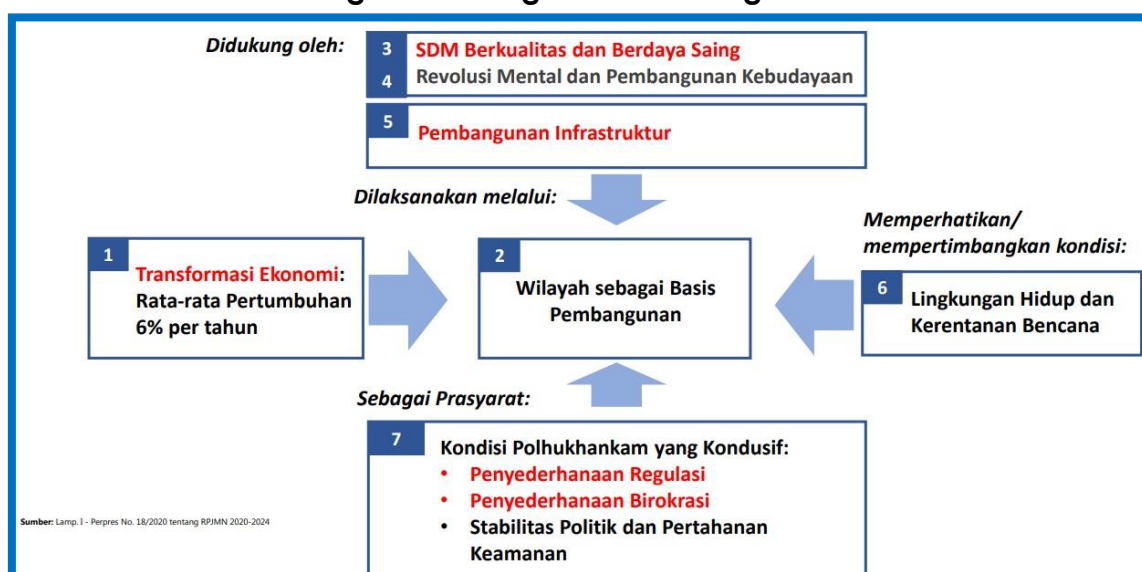 Didukung oleh:
3
SDM Berkualitas dan Berdaya Saing
4
Revolusi Mental dan Pembangunan Kebudayaan
5
Pembangunan Infrastruktur
Dilaksanakan melalui:
Memperhatikan/
mempertimbangkan kondisi:
1
Transformasi Ekonomi:
Rata-rata Pertumbuhan
6% per tahun
2
Wilayah sebagai Basis
Pembangunan
6
Lingkungan Hidup dan
Kerentanan Bencana
Sebagai Prasyarat:
7
Kondisi Polhukhankam yang Kondusif:
• Penyederhanaan Regulasi
• Penyederhanaan Birokrasi
• Stabilitas Politik dan Pertahanan
Keamanan
Sumber: Lamp. I - Perpres No. 18/2020 tentang RPJMN 2020-2024